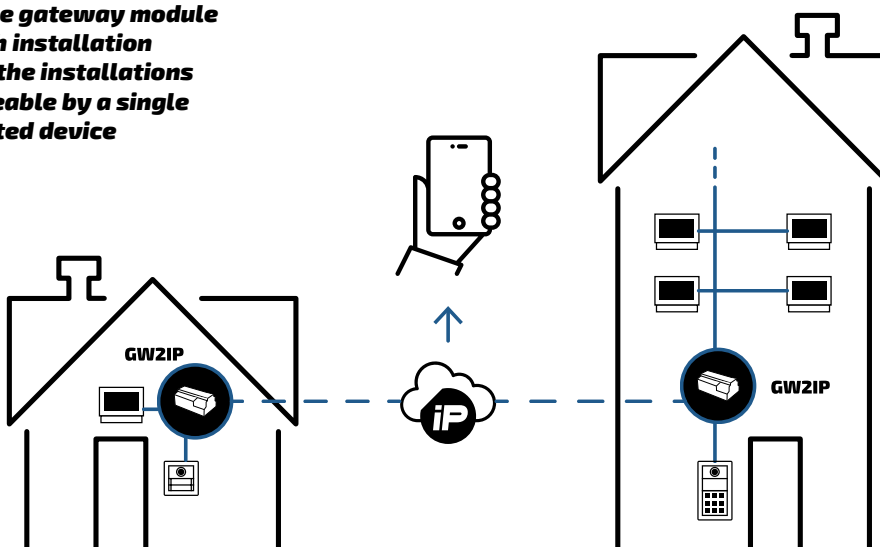 e gateway module
installation
the installations
eable by a single
ted device
GW2IP
iP
GW2IP